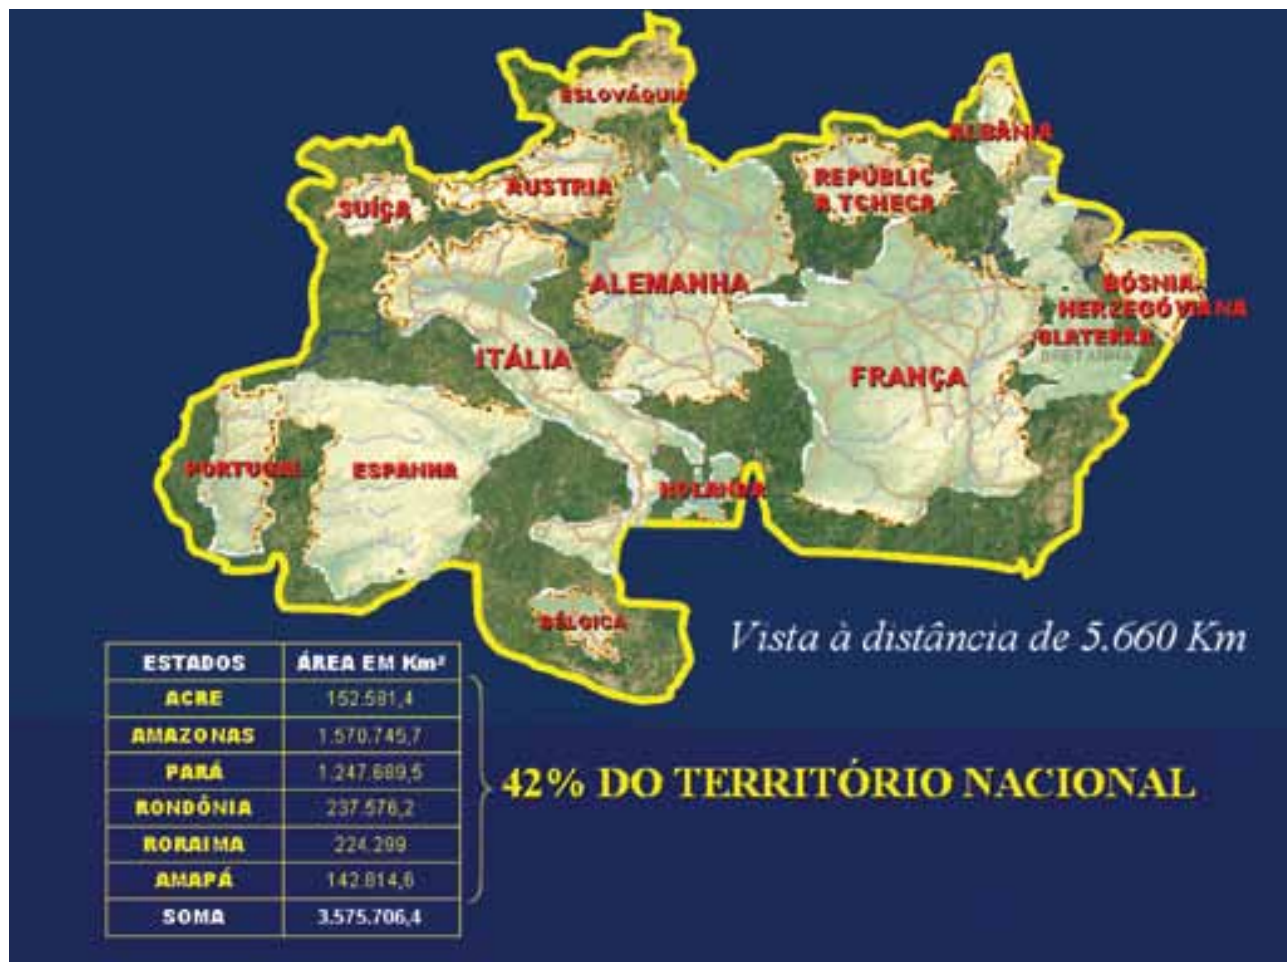 ESLOVÁQUIA
ALBÂNIA
ÁUSTRIA
REPÚBLIC
A TCHECA
SUÍÇA
ALEMANHA
BÓSNIA-
HERZEGÓVIANA
GLATERRA
ITÁLIA
FRANÇA
PORTUGAL
ESPANHA
HOLANDA
BÉLGICA
Vista à distância de 5.660 Km
ESTADOS ÁREA EM Km²
ACRE 152.581,4
AMAZONAS 1.570.745,7
PARÁ 1.247.689,5
42% DO TERRITÓRIO NACIONAL
RONDÔNIA 237.576,2
RORAIMA 224.299
AMAPÁ 142.814,6
SOMA 3.575.706,4